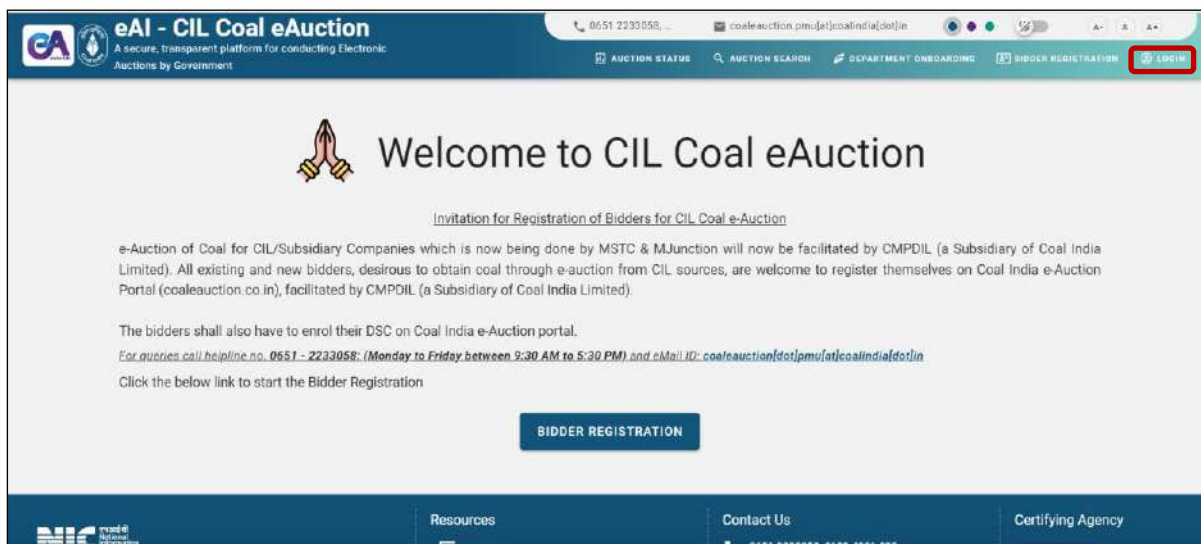 eA
eAI - CIL Coal eAuction
A secure, transparent platform for conducting Electronic
Auctions by Government
0651 2233058, ...
coaleauction.pmu[at]coalindia[dot]in
A- A A+
AUCTION STATUS AUCTION SEARCH DEPARTMENT ONBOARDING BIDDER REGISTRATION LOGIN
Welcome to CIL Coal eAuction
Invitation for Registration of Bidders for CIL Coal e-Auction
e-Auction of Coal for CIL/Subsidiary Companies which is now being done by MSTC & MJunction will now be facilitated by CMPDIL (a Subsidiary of Coal India
Limited). All existing and new bidders, desirous to obtain coal through e-auction from CIL sources, are welcome to register themselves on Coal India e-Auction
Portal (coaleauction.co.in), facilitated by CMPDIL (a Subsidiary of Coal India Limited).
The bidders shall also have to enrol their DSC on Coal India e-Auction portal.
For queries call helpline no. 0651 - 2233058; (Monday to Friday between 9:30 AM to 5:30 PM) and eMail ID: coaleauction[dot]pmu[at]coalindia[dot]in
Click the below link to start the Bidder Registration
BIDDER REGISTRATION
NIC
एनआईसी
National
Informatics
Resources
Contact Us
Certifying Agency